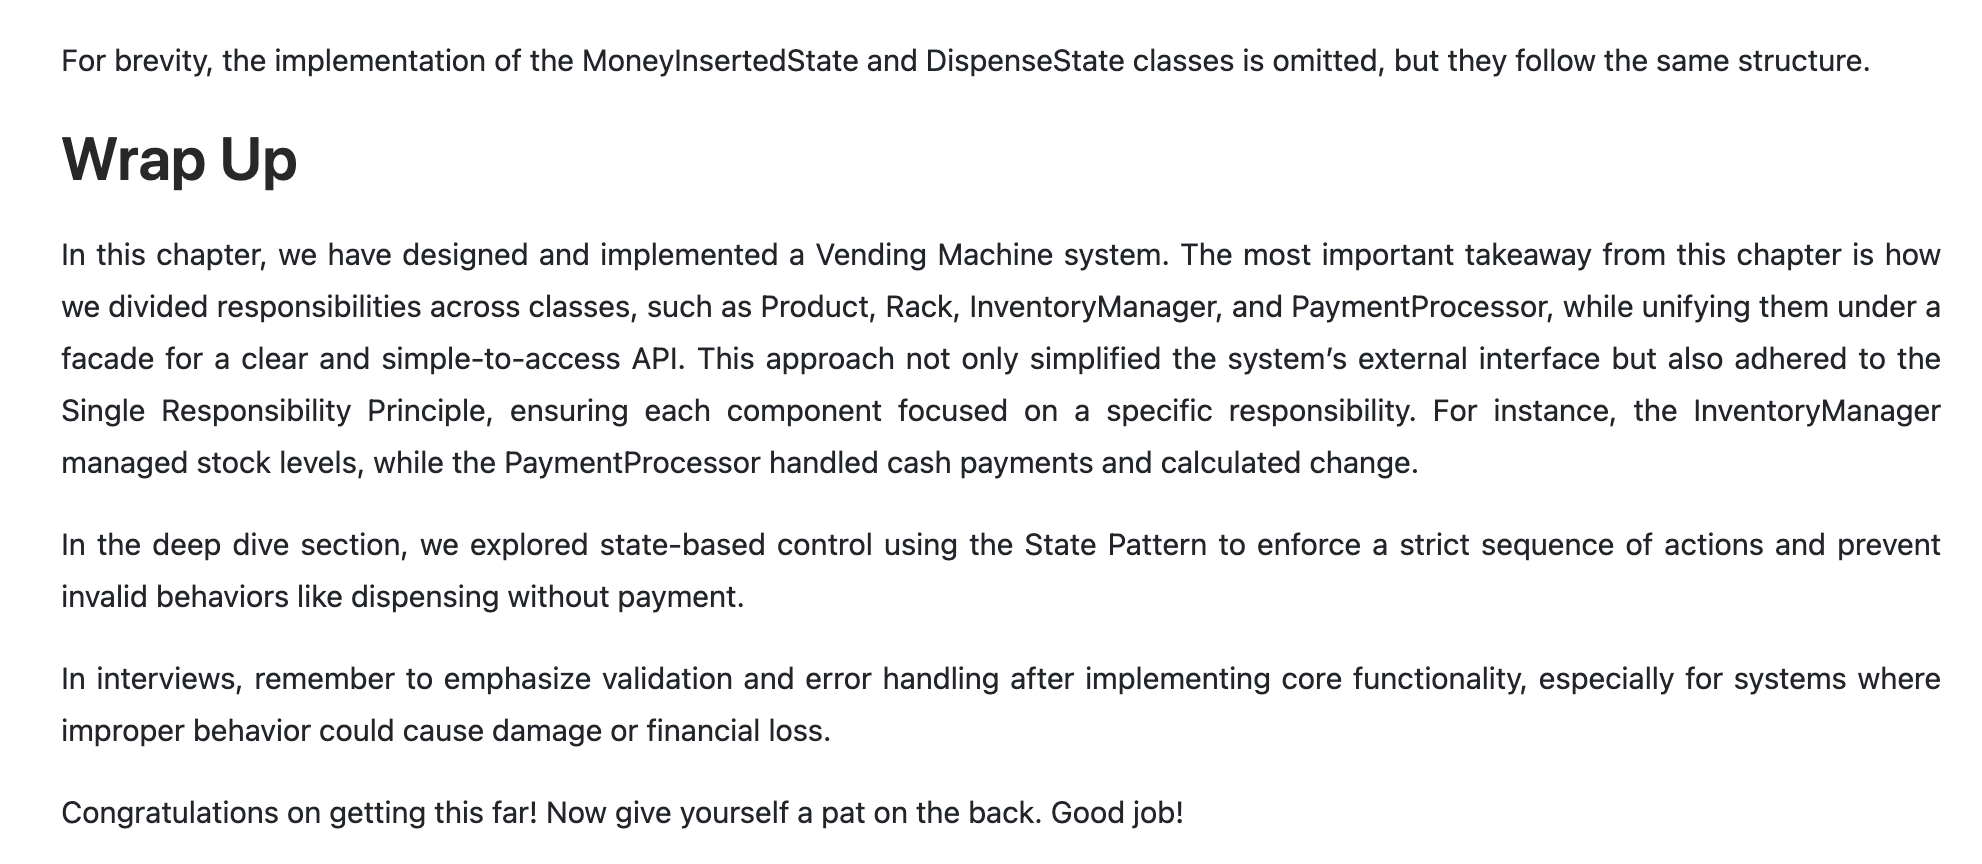 For brevity, the implementation of the MoneyInsertedState and DispenseState classes is omitted, but they follow the same structure.
Wrap Up
In this chapter, we have designed and implemented a Vending Machine system. The most important takeaway from this chapter is how
we divided responsibilities across classes, such as Product, Rack, InventoryManager, and PaymentProcessor, while unifying them under a
facade for a clear and simple-to-access API. This approach not only simplified the system’s external interface but also adhered to the
Single Responsibility Principle, ensuring each component focused on a specific responsibility. For instance, the InventoryManager
managed stock levels, while the PaymentProcessor handled cash payments and calculated change.
In the deep dive section, we explored state-based control using the State Pattern to enforce a strict sequence of actions and prevent
invalid behaviors like dispensing without payment.
In interviews, remember to emphasize validation and error handling after implementing core functionality, especially for systems where
improper behavior could cause damage or financial loss.
Congratulations on getting this far! Now give yourself a pat on the back. Good job!